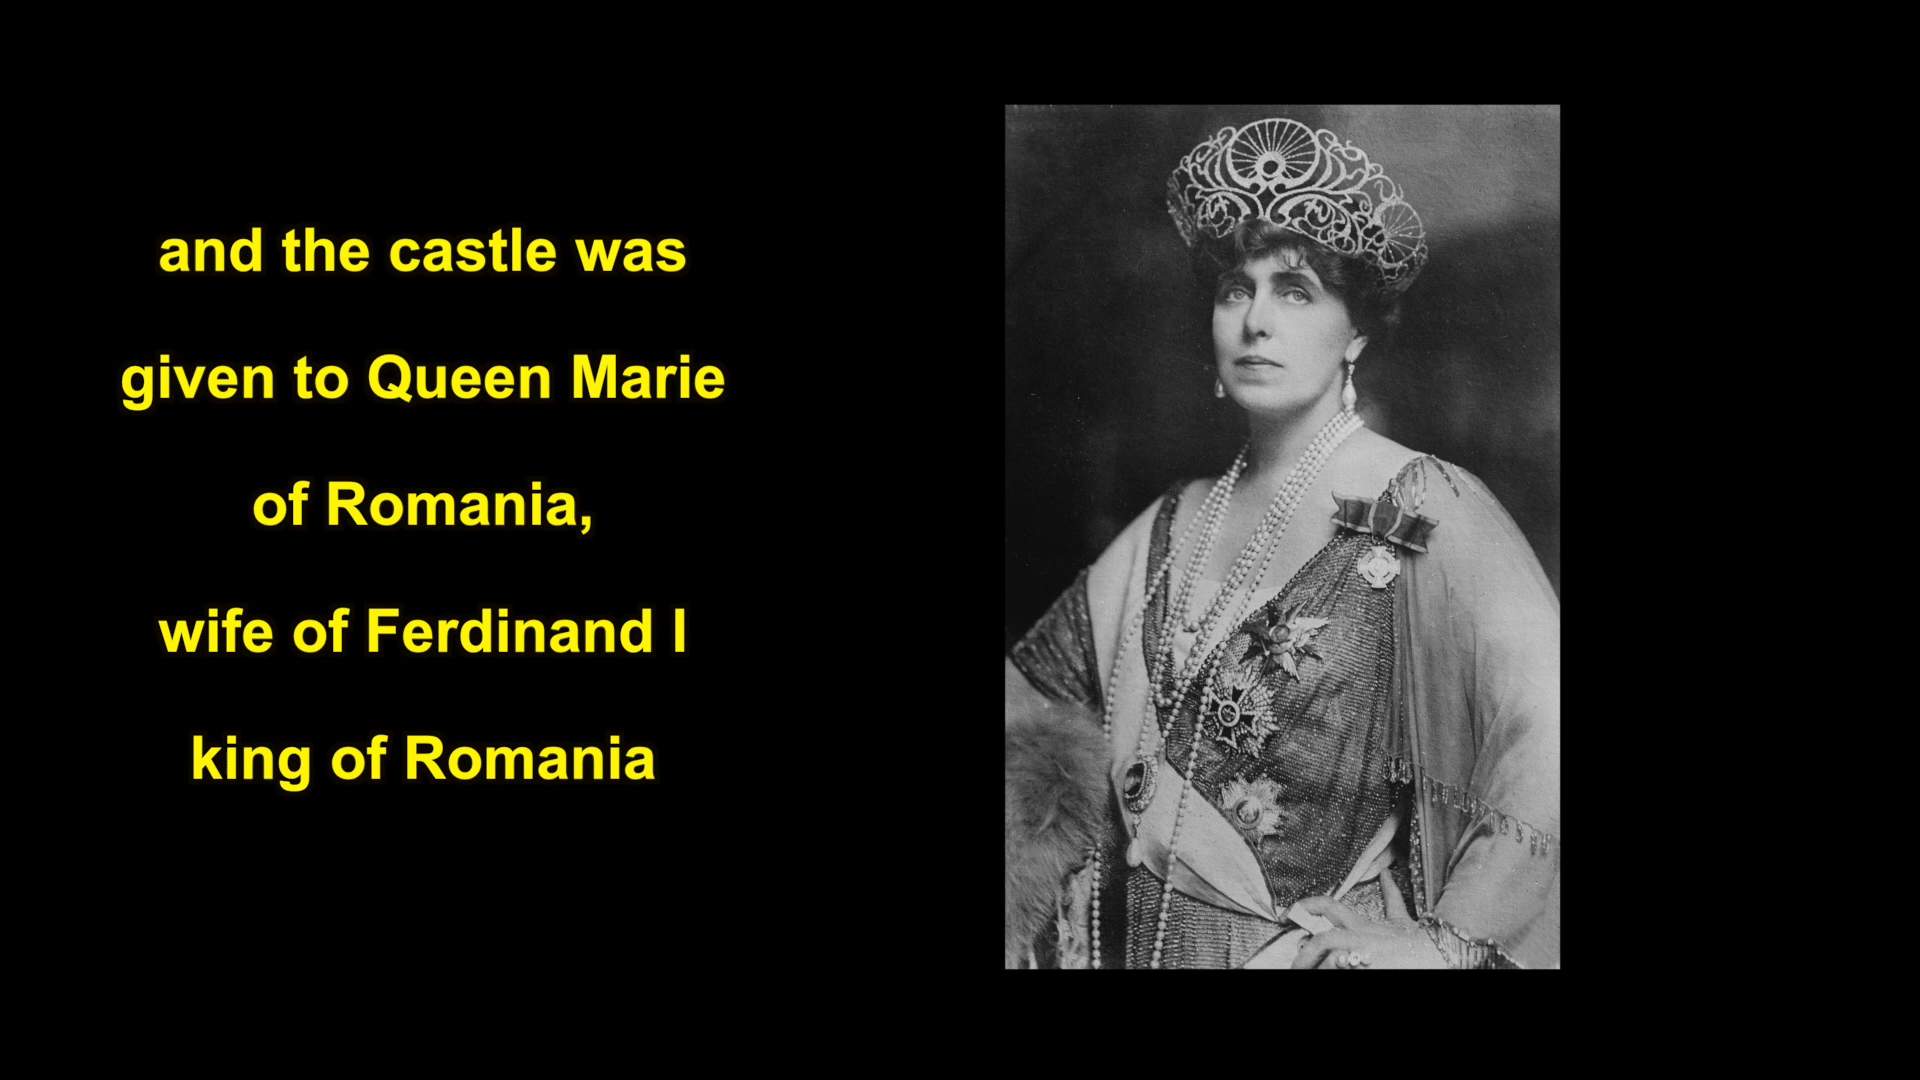 and the castle was
given to Queen Marie
of Romania,
wife of Ferdinand I
king of Romania